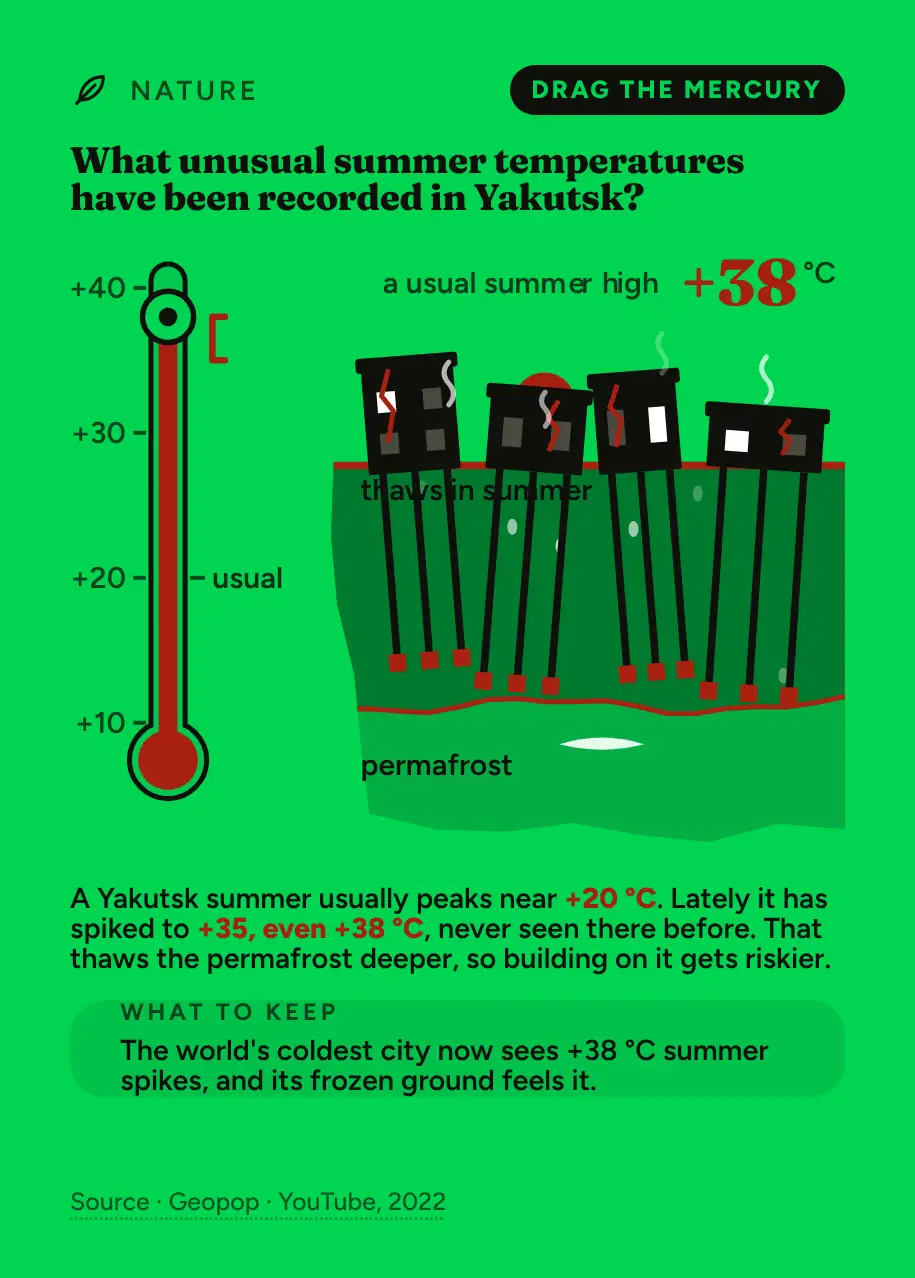 NATURE
DRAG THE MERCURY
What unusual summer temperatures
have been recorded in Yakutsk?
a usual summer high +38 °C
+40
+30
+20
usual
+10
thaws in summer
permafrost
A Yakutsk summer usually peaks near +20 °C. Lately it has
spiked to +35, even +38 °C, never seen there before. That
thaws the permafrost deeper, so building on it gets riskier.
WHAT TO KEEP
The world's coldest city now sees +38 °C summer
spikes, and its frozen ground feels it.
Source · Geopop · YouTube, 2022